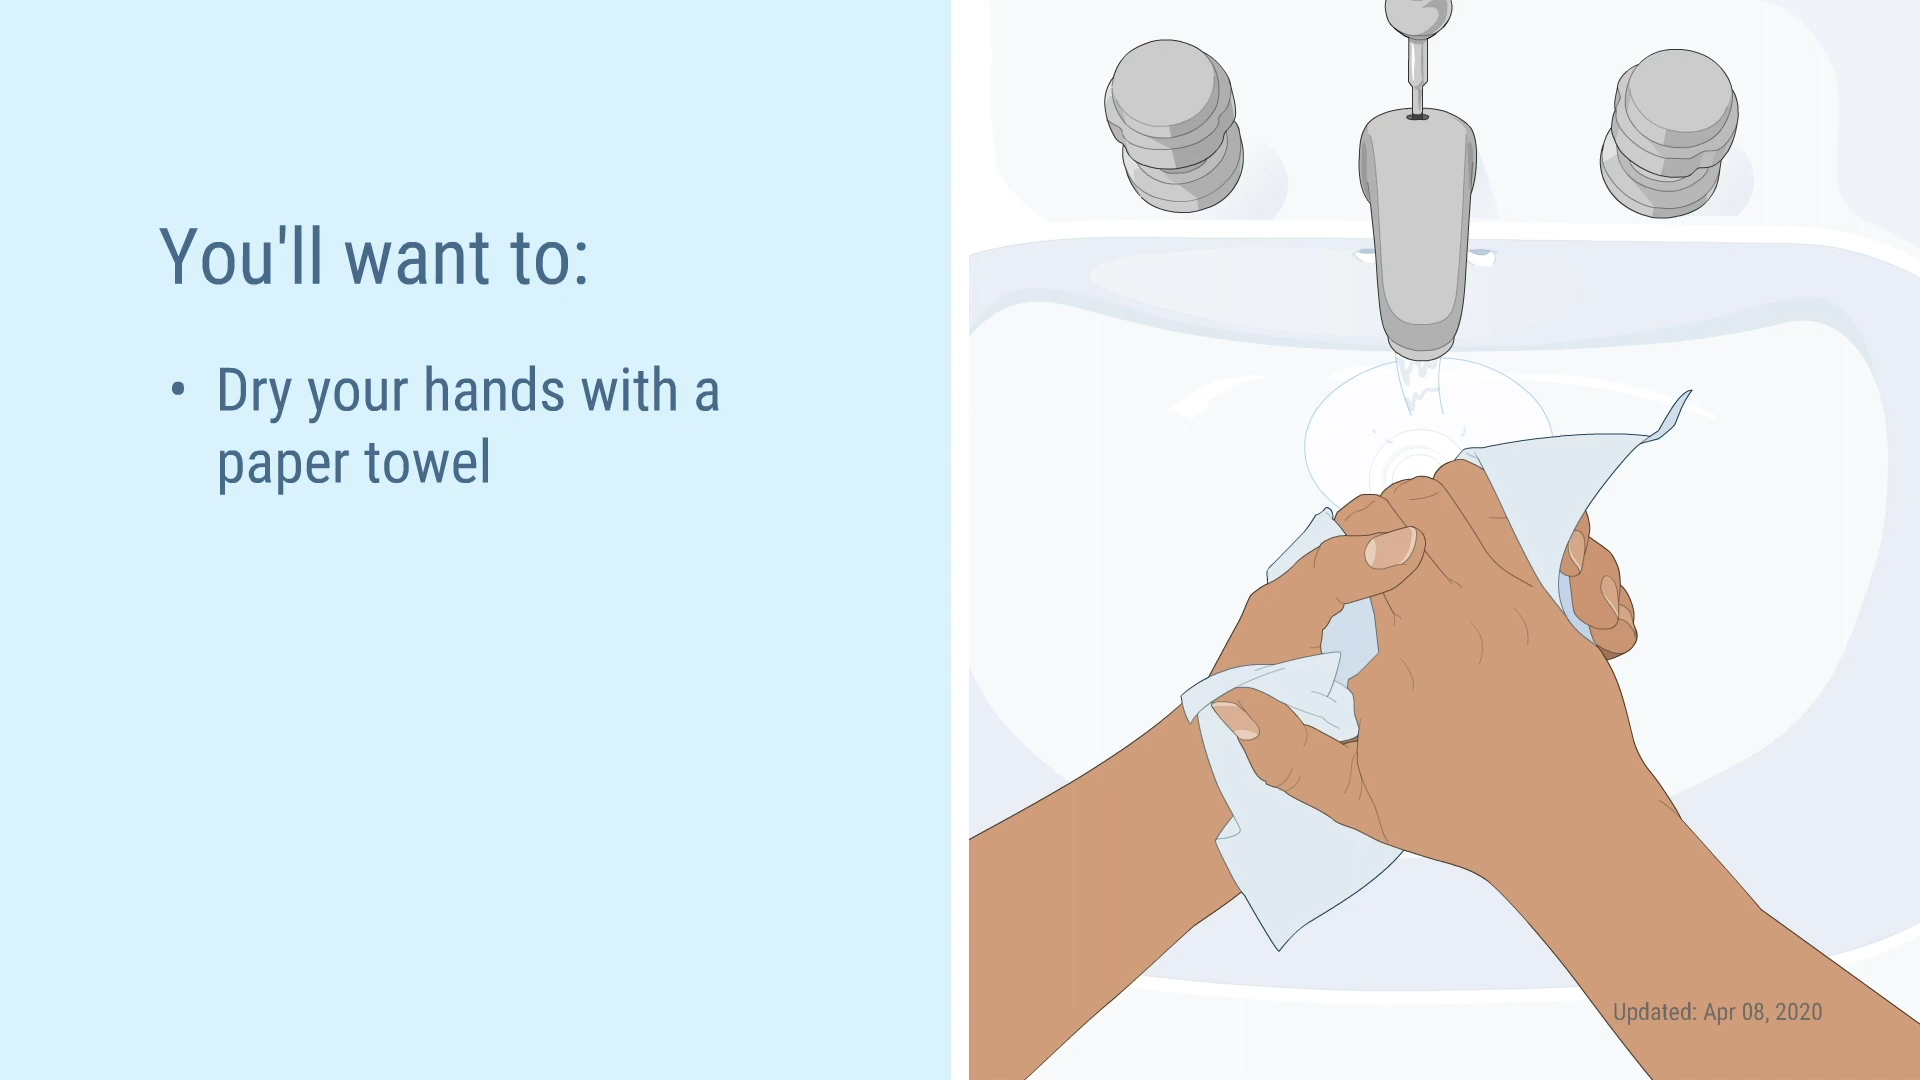 You'll want to:
• Dry your hands with a
paper towel
Updated: Apr 08, 2020